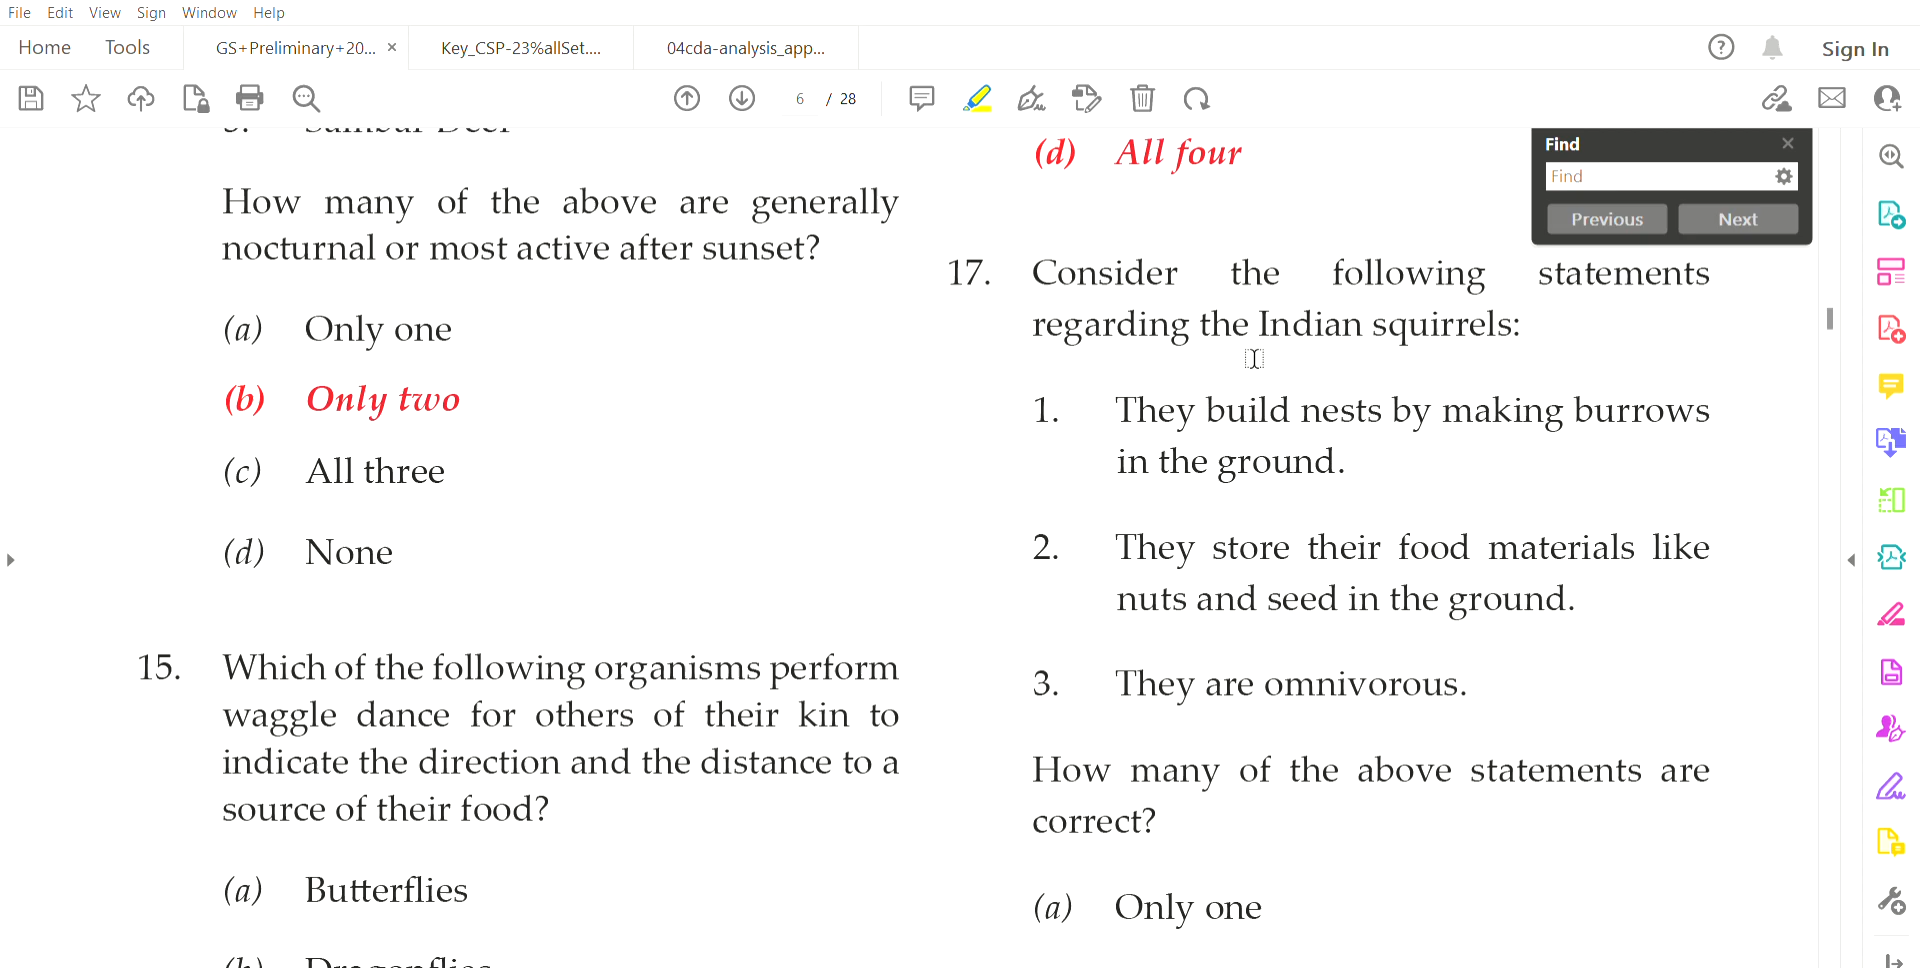 File Edit View Sign Window Help
Home Tools GS+Preliminary+20... × Key_CSP-23%allSet.... 04cda-analysis_app... Sign In
6 / 28
How many of the above are generally
nocturnal or most active after sunset?
(a) Only one
(b) Only two
(c) All three
(d) None
15. Which of the following organisms perform
waggle dance for others of their kin to
indicate the direction and the distance to a
source of their food?
(a) Butterflies
(d) All four
17. Consider the following statements
regarding the Indian squirrels:
1. They build nests by making burrows
in the ground.
2. They store their food materials like
nuts and seed in the ground.
3. They are omnivorous.
How many of the above statements are
correct?
(a) Only one
Find
Find
Previous Next